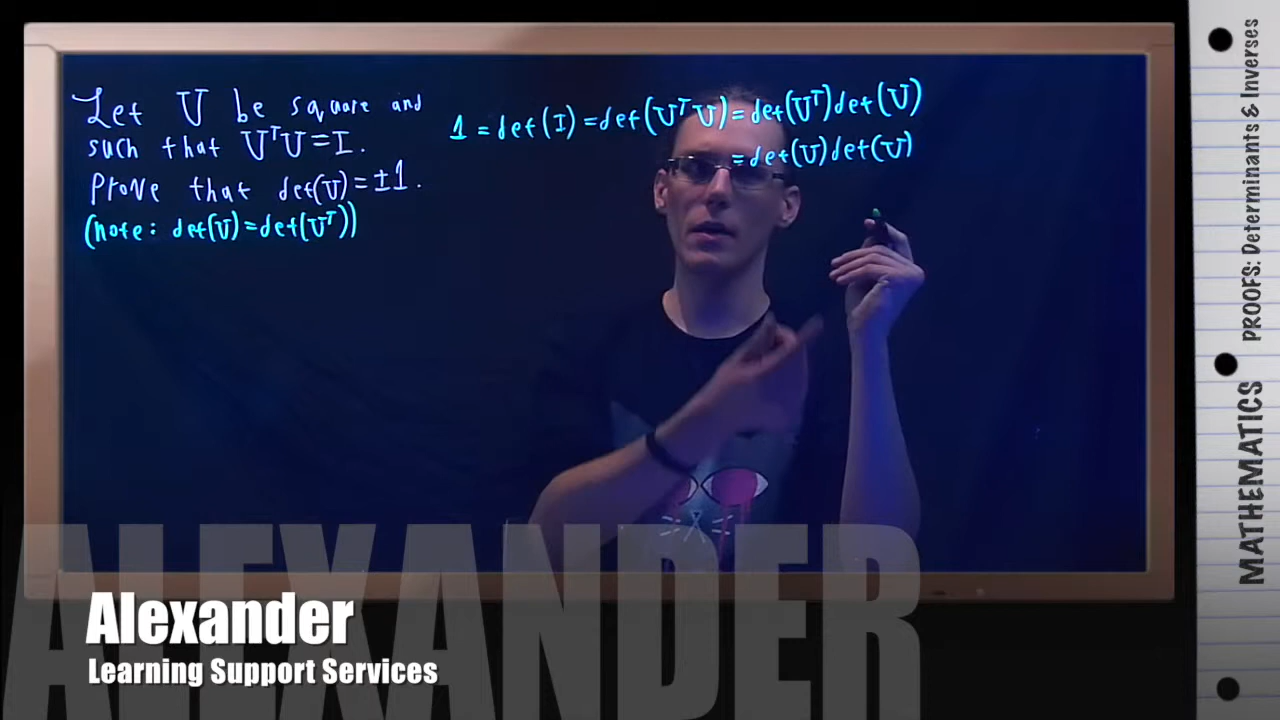 Let U be square and
such that UᵀU = I.
Prove that det(U) = ±1.
(note: det(U) = det(Uᵀ))
1 = det(I) = det(UᵀU) = det(Uᵀ)det(U)
= det(U)det(U)
ALEXANDER
Alexander
Learning Support Services
MATHEMATICS PROOFS: Determinants & Inverses